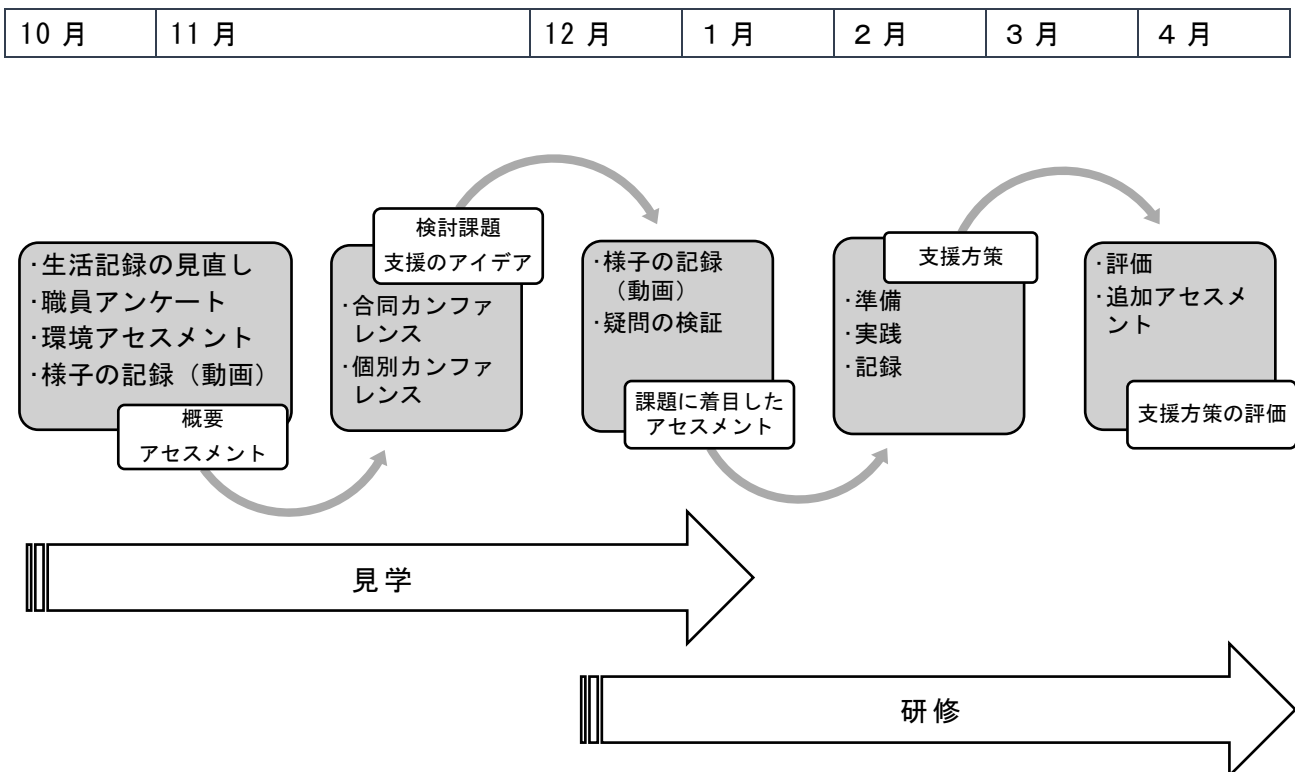 10 月 11 月 12 月 1 月 2 月 3 月 4 月
・生活記録の見直し
・職員アンケート
・環境アセスメント
・様子の記録（動画）
概要
アセスメント
検討課題
支援のアイデア
・合同カンファ
レンス
・個別カンファ
レンス
・様子の記録
（動画）
・疑問の検証
課題に着目した
アセスメント
支援方策
・準備
・実践
・記録
・評価
・追加アセスメ
ント
支援方策の評価
見学
研修